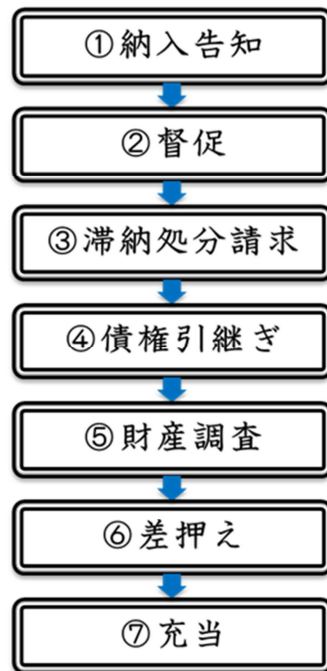 ①納入告知
②督促
③滞納処分請求
④債権引継ぎ
⑤財産調査
⑥差押え
⑦充当